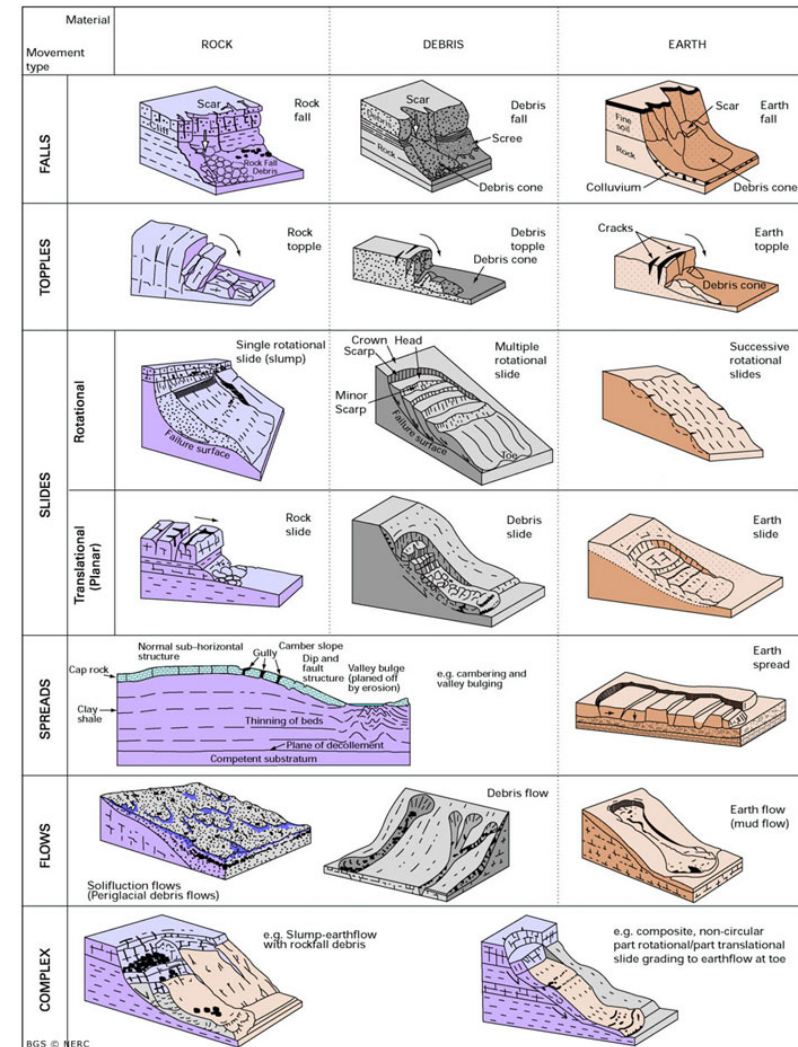 Material
Movement
type
ROCK
DEBRIS
EARTH
FALLS
Scar
Cliff
Rock Fall
Debris
Rock
fall
Scar
Debris
Rock
Debris
fall
Scree
Debris cone
Fine
soil
Rock
Scar
Earth
fall
Colluvium
Debris cone
TOPPLES
Rock
topple
Debris
topple
Debris cone
Cracks
Earth
topple
Debris cone
SLIDES
Rotational
Single rotational
slide (slump)
Failure surface
Crown
Head
Scarp
Minor
Scarp
Failure surface
Toe
Multiple
rotational
slide
Successive
rotational
slides
Translational
(Planar)
Rock
slide
Debris
slide
Earth
slide
SPREADS
Normal sub-horizontal
structure
Gully
Camber slope
Dip and
fault
structure
Valley bulge
(planed off
by erosion)
Cap rock
Clay
shale
Thinning of beds
Plane of decollement
Competent substratum
e.g. cambering and
valley bulging
Earth
spread
FLOWS
Solifluction flows
(Periglacial debris flows)
Debris flow
Earth flow
(mud flow)
COMPLEX
e.g. Slump-earthflow
with rockfall debris
e.g. composite, non-circular
part rotational/part translational
slide grading to earthflow at toe
BGS © NERC